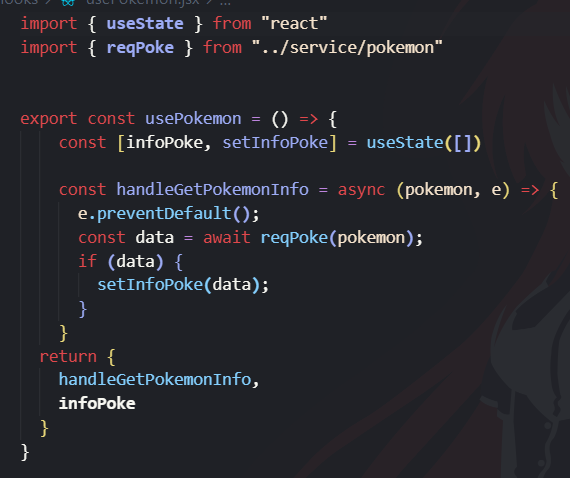 hooks > usePokemon.jsx > ...
import { useState } from "react"
import { reqPoke } from "../service/pokemon"
export const usePokemon = () => {
const [infoPoke, setInfoPoke] = useState([])
const handleGetPokemonInfo = async (pokemon, e) => {
e.preventDefault();
const data = await reqPoke(pokemon);
if (data) {
setInfoPoke(data);
}
}
return {
handleGetPokemonInfo,
infoPoke
}
}